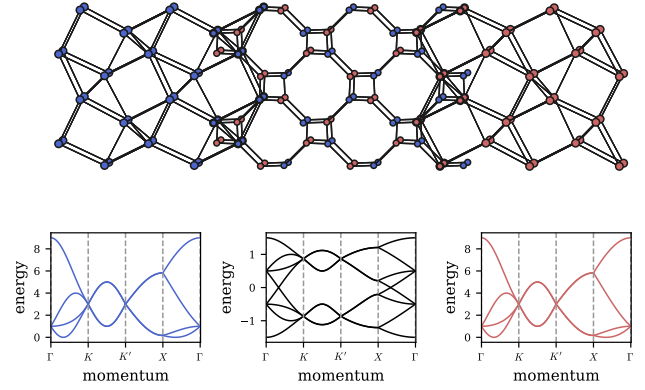 energy
8
6
4
2
0
Γ K K′ X Γ
momentum
energy
1
0
−1
Γ K K′ X Γ
momentum
energy
8
6
4
2
0
Γ K K′ X Γ
momentum